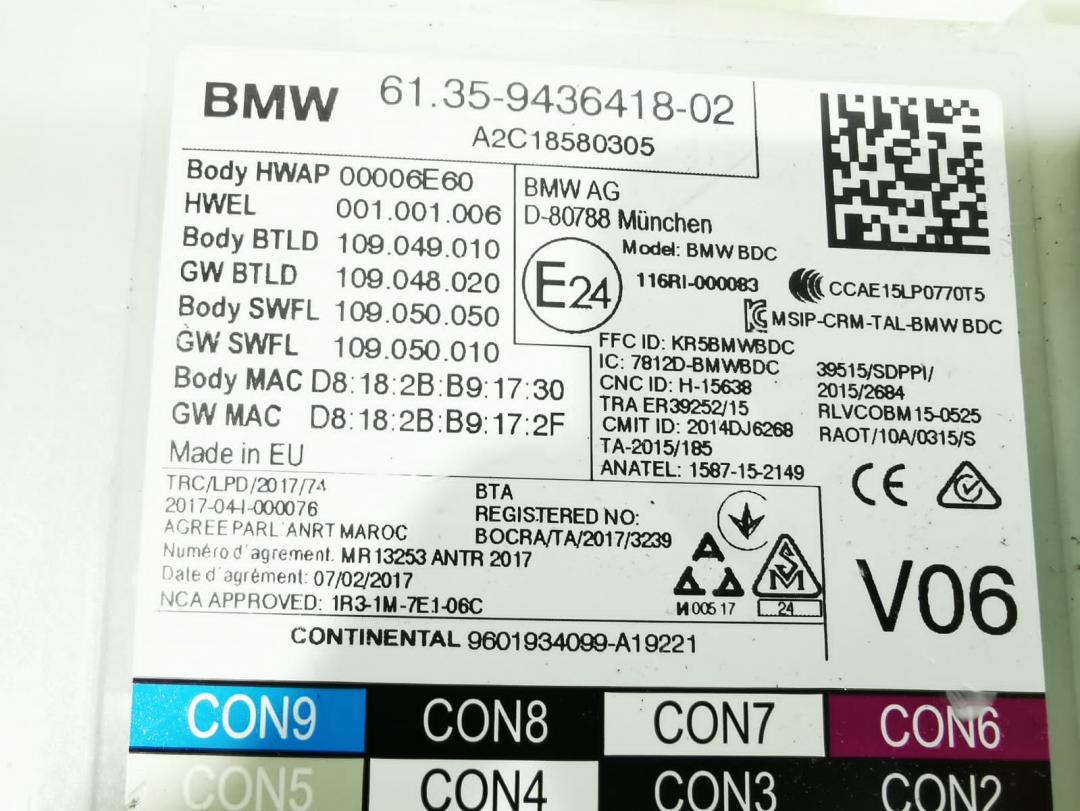 BMW 61.35-9436418-02
A2C18580305
Body HWAP 00006E60
HWEL 001.001.006
Body BTLD 109.049.010
GW BTLD 109.048.020
Body SWFL 109.050.050
GW SWFL 109.050.010
Body MAC D8:18:2B:B9:17:30
GW MAC D8:18:2B:B9:17:2F
Made in EU
BMW AG
D-80788 München
Model: BMW BDC
E24
116RI-000083
CCAE15LP0770T5
MSIP-CRM-TAL-BMW BDC
FFC ID: KR5BMWBDC
IC: 7812D-BMWBDC
CNC ID: H-15638
TRA ER39252/15
CMIT ID: 2014DJ6268
TA-2015/185
ANATEL: 1587-15-2149
39515/SDPPI/
2015/2684
RLVCOBM15-0525
RAOT/10A/0315/S
CE
TRC/LPD/2017/74
2017-04-I-000076
AGREE PARL'ANRT MAROC
Numéro d'agrément. MR 13253 ANTR 2017
Date d'agrément: 07/02/2017
NCA APPROVED: 1R3-1M-7E1-06C
BTA
REGISTERED NO:
BOCRA/TA/2017/3239
И005 17
SM
24
V06
CONTINENTAL 9601934099-A19221
CON9 CON8 CON7 CON6
CON5 CON4 CON3 CON2